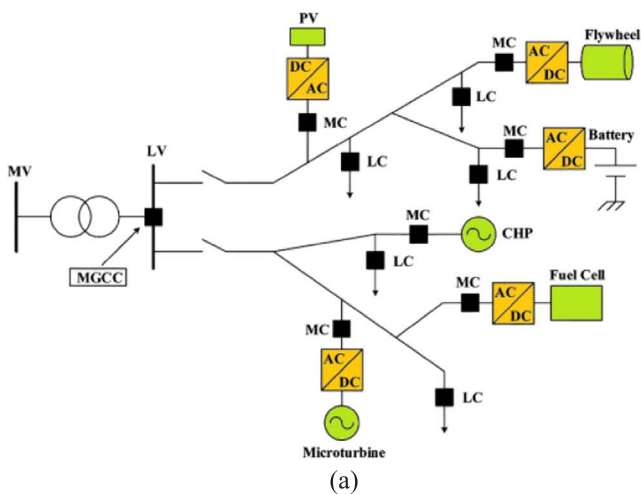 PV
DC
AC
MC
MC
AC
DC
Flywheel
LC
LC
MC
AC
DC
Battery
LC
MV
LV
MGCC
MC
CHP
LC
MC
AC
DC
Fuel Cell
MC
AC
DC
LC
Microturbine
(a)